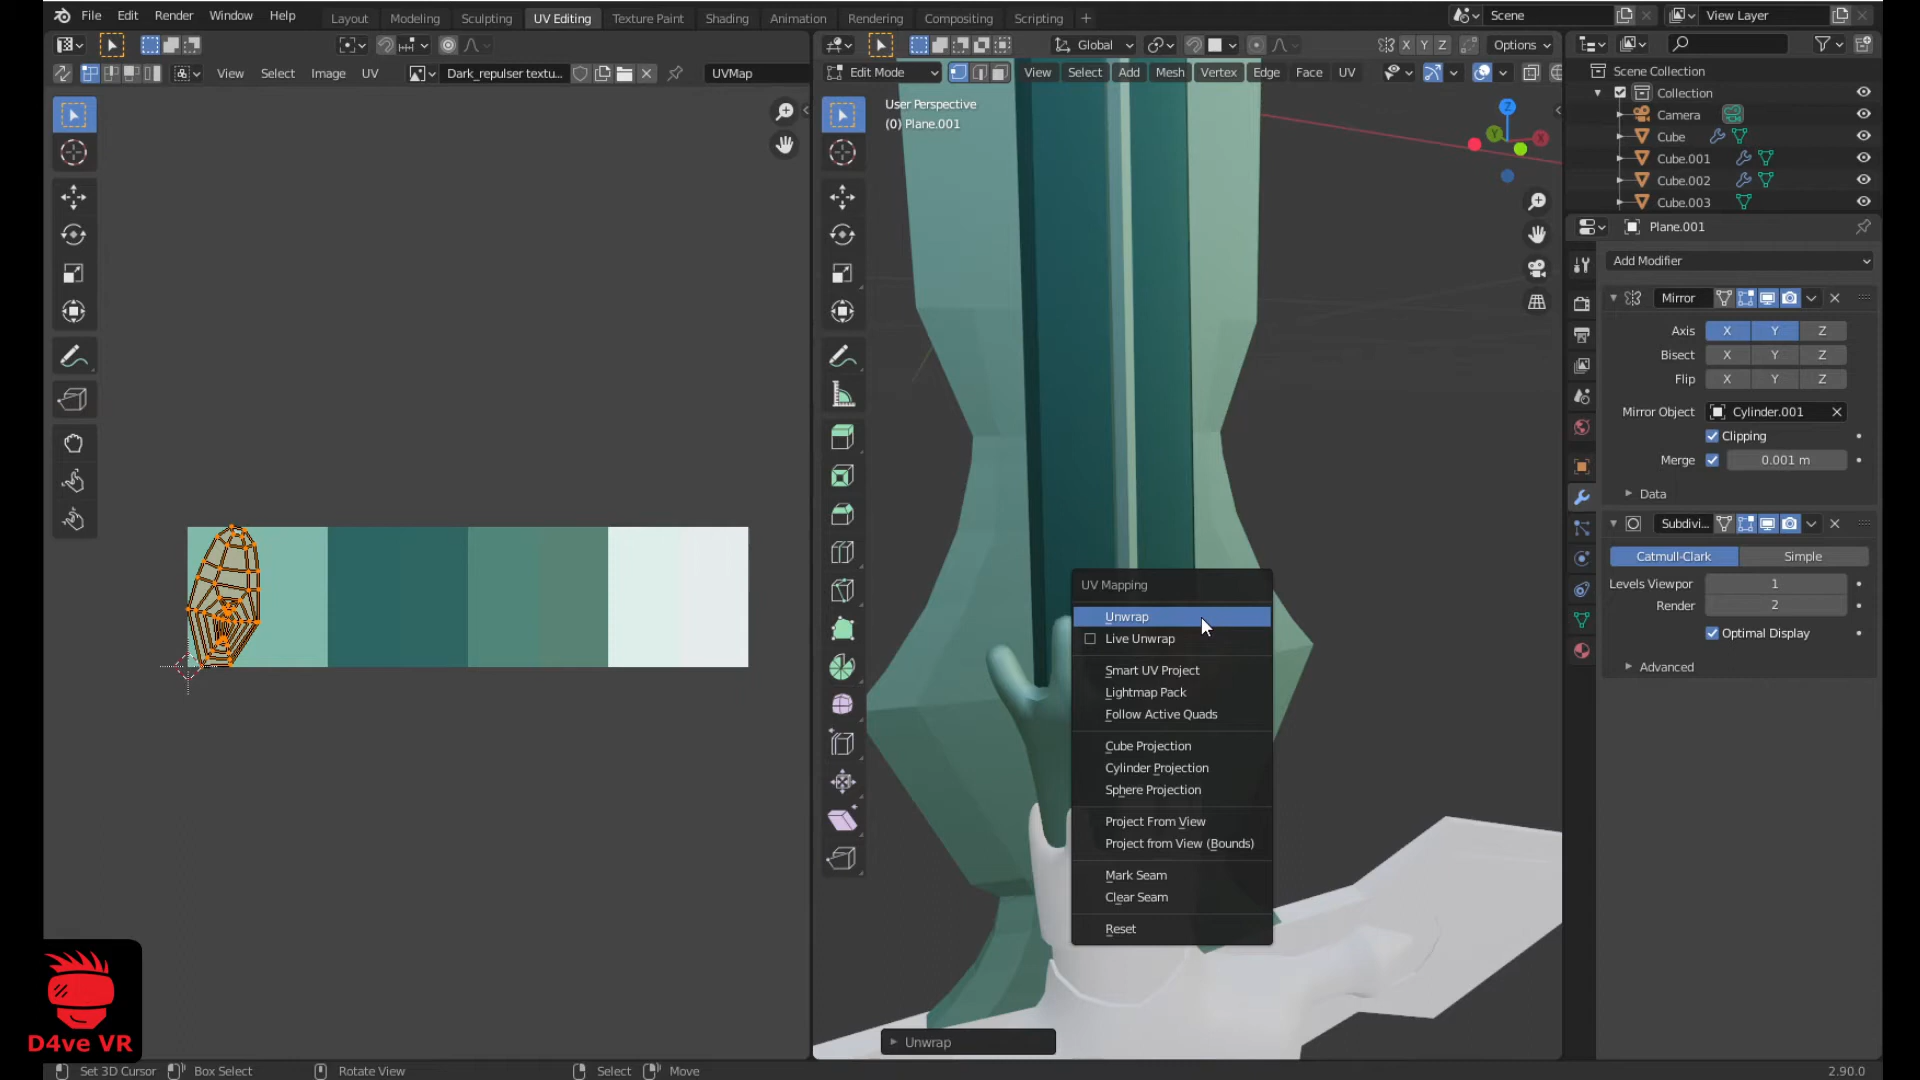 File Edit Render Window Help Layout Modeling Sculpting UV Editing Texture Paint Shading Animation Rendering Compositing Scripting + Scene View Layer
Global X Y Z Options
View Select Image UV Dark_repulser textu... UVMap Edit Mode View Select Add Mesh Vertex Edge Face UV
User Perspective
(0) Plane.001
Z
Y
X
Scene Collection
Collection
Camera
Cube
Cube.001
Cube.002
Cube.003
Plane.001
Add Modifier
Mirror
Axis X Y Z
Bisect X Y Z
Flip X Y Z
Mirror Object Cylinder.001
Clipping
Merge 0.001 m
Data
Subdivi...
Catmull-Clark Simple
Levels Viewpor 1
Render 2
Optimal Display
Advanced
UV Mapping
Unwrap
Live Unwrap
Smart UV Project
Lightmap Pack
Follow Active Quads
Cube Projection
Cylinder Projection
Sphere Projection
Project From View
Project from View (Bounds)
Mark Seam
Clear Seam
Reset
Unwrap
D4ve VR
Set 3D Cursor Box Select Rotate View Select Move 2.90.0